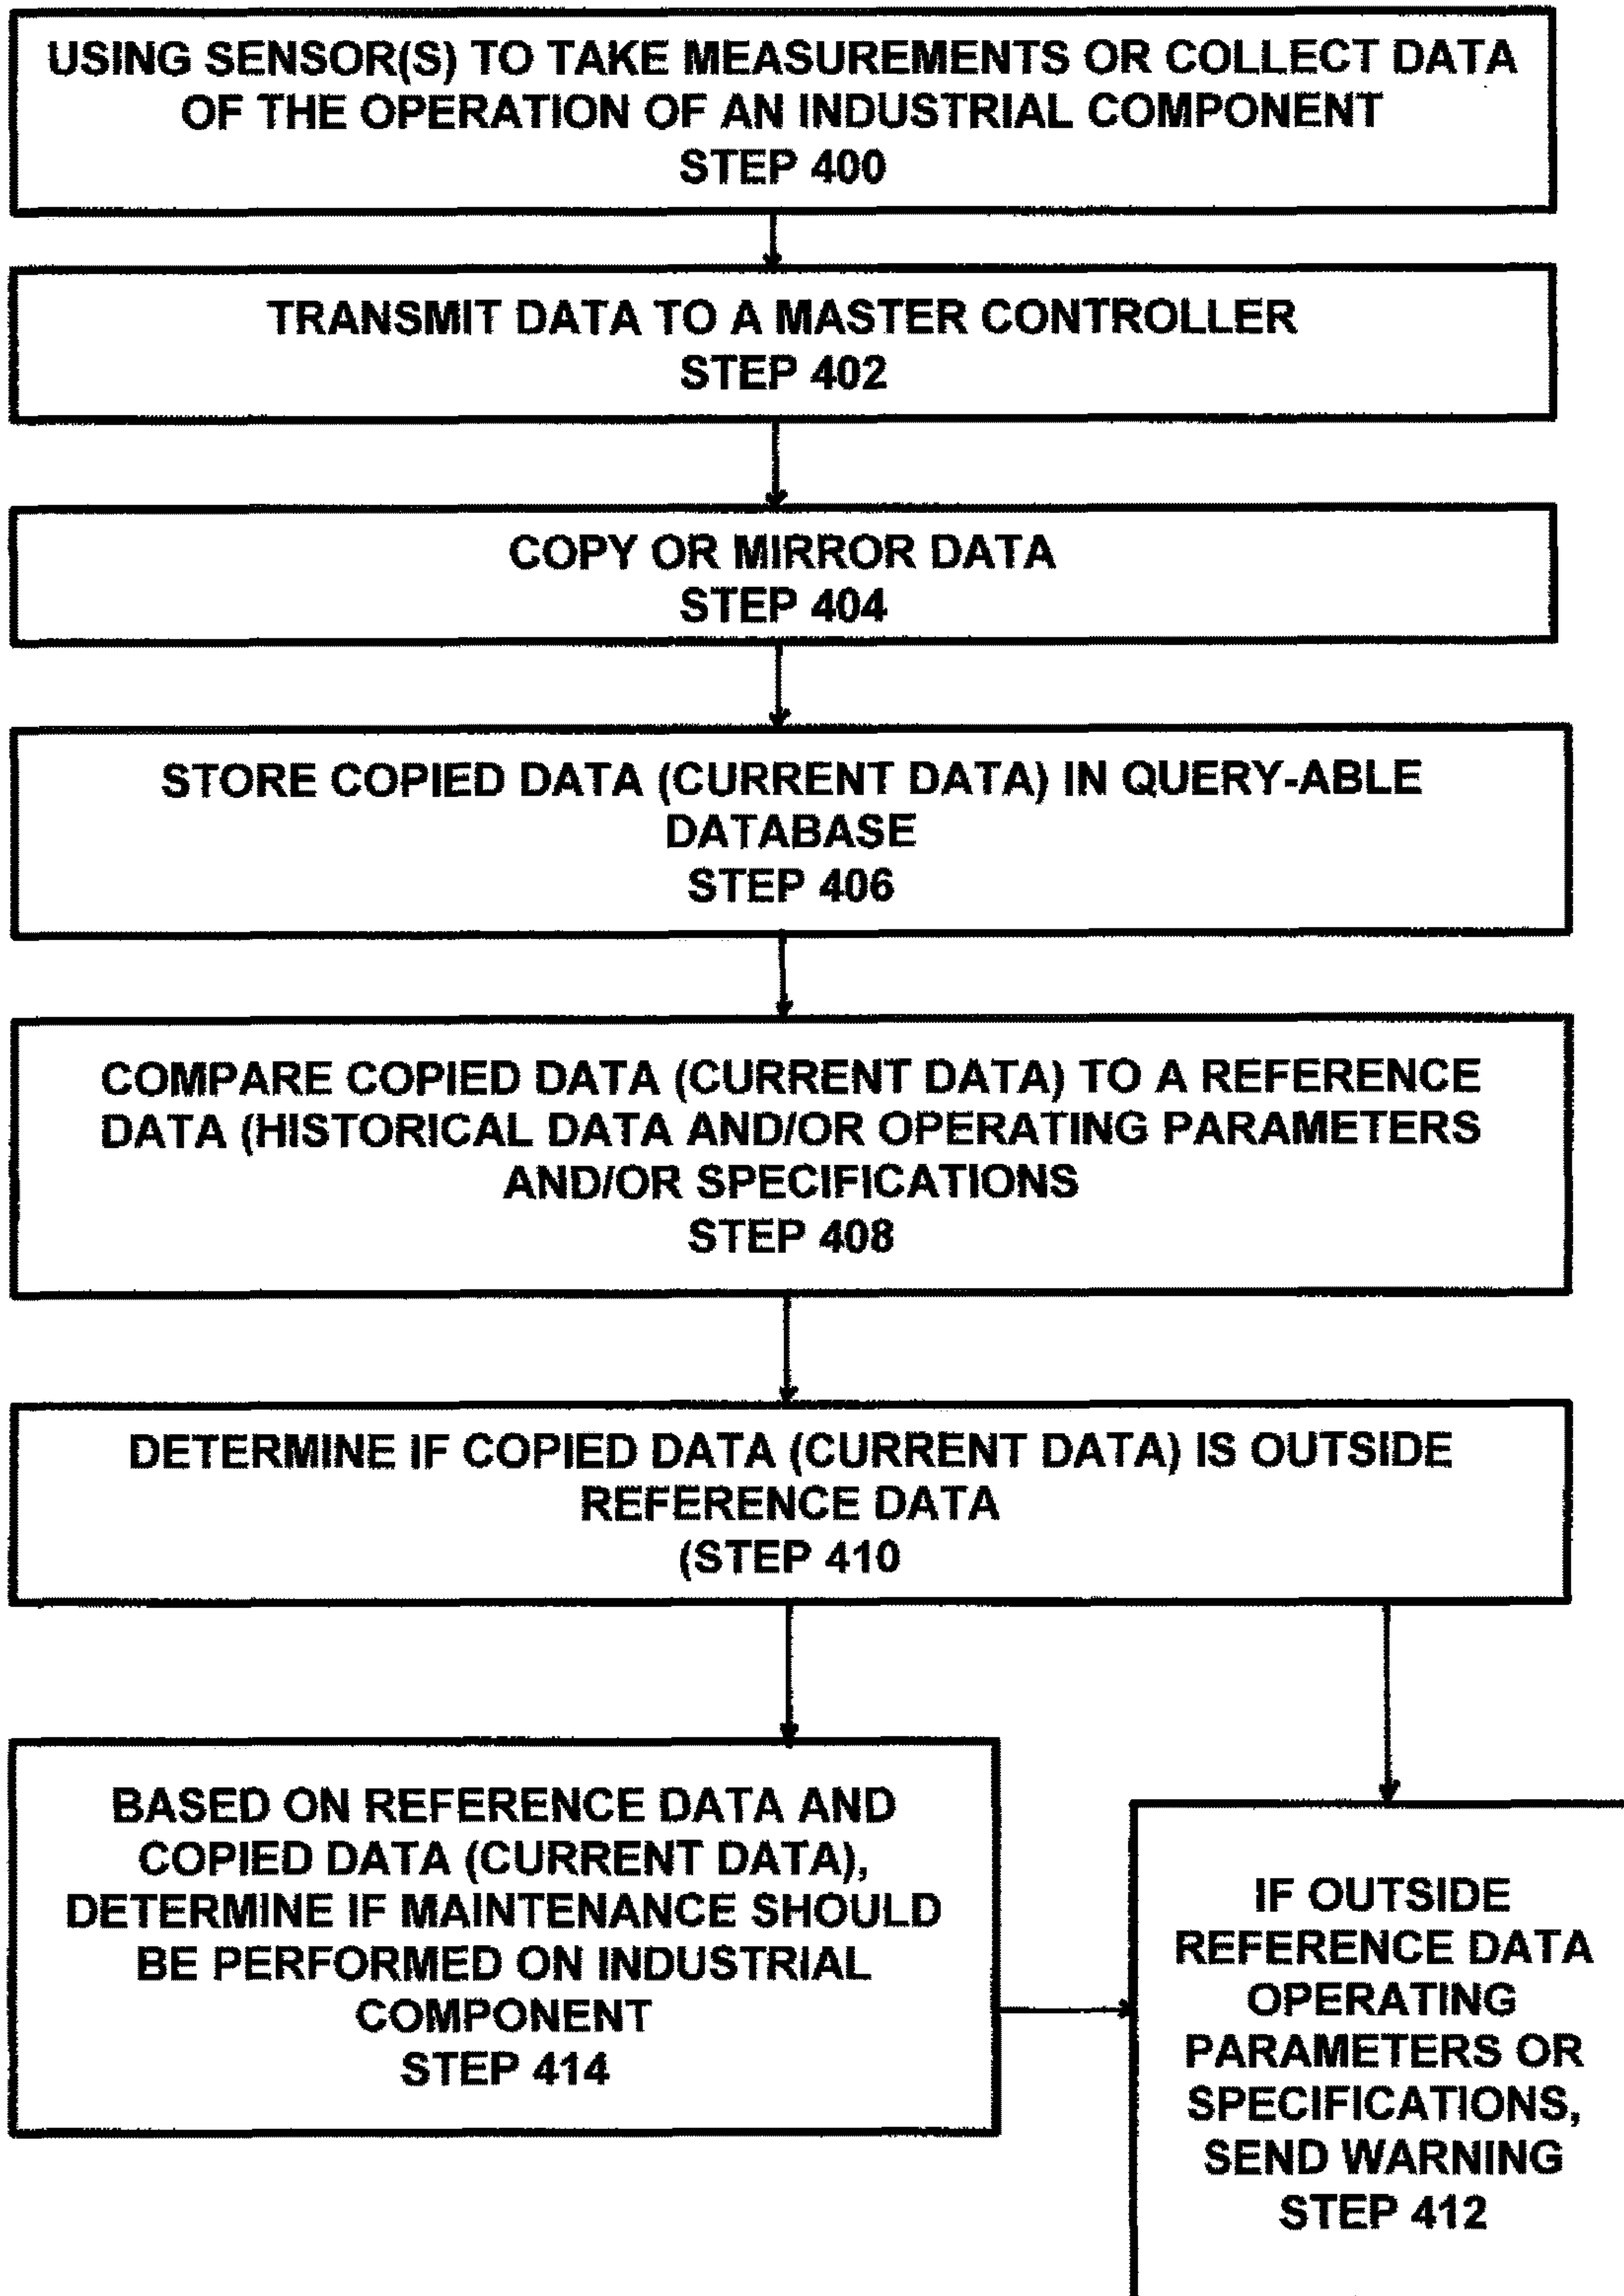 USING SENSOR(S) TO TAKE MEASUREMENTS OR COLLECT DATA
OF THE OPERATION OF AN INDUSTRIAL COMPONENT
STEP 400
TRANSMIT DATA TO A MASTER CONTROLLER
STEP 402
COPY OR MIRROR DATA
STEP 404
STORE COPIED DATA (CURRENT DATA) IN QUERY-ABLE
DATABASE
STEP 406
COMPARE COPIED DATA (CURRENT DATA) TO A REFERENCE
DATA (HISTORICAL DATA AND/OR OPERATING PARAMETERS
AND/OR SPECIFICATIONS
STEP 408
DETERMINE IF COPIED DATA (CURRENT DATA) IS OUTSIDE
REFERENCE DATA
(STEP 410
BASED ON REFERENCE DATA AND
COPIED DATA (CURRENT DATA),
DETERMINE IF MAINTENANCE SHOULD
BE PERFORMED ON INDUSTRIAL
COMPONENT
STEP 414
IF OUTSIDE
REFERENCE DATA
OPERATING
PARAMETERS OR
SPECIFICATIONS,
SEND WARNING
STEP 412